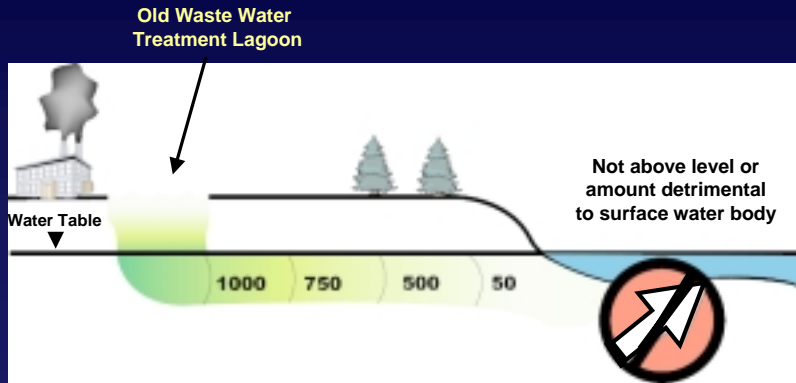 Old Waste Water
Treatment Lagoon
Not above level or
amount detrimental
to surface water body
Water Table
1000 750 500 50